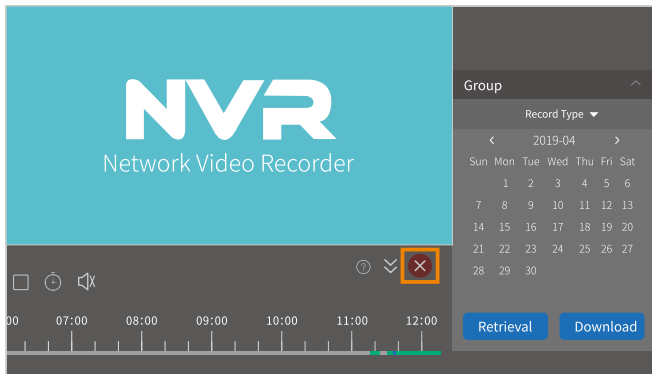 NVR
Network Video Recorder
Group
Record Type
2019-04
Sun Mon Tue Wed Thu Fri Sat
1 2 3 4 5 6
7 8 9 10 11 12 13
14 15 16 17 18 19 20
21 22 23 24 25 26 27
28 29 30
?
00 07:00 08:00 09:00 10:00 11:00 12:00
Retrieval Download